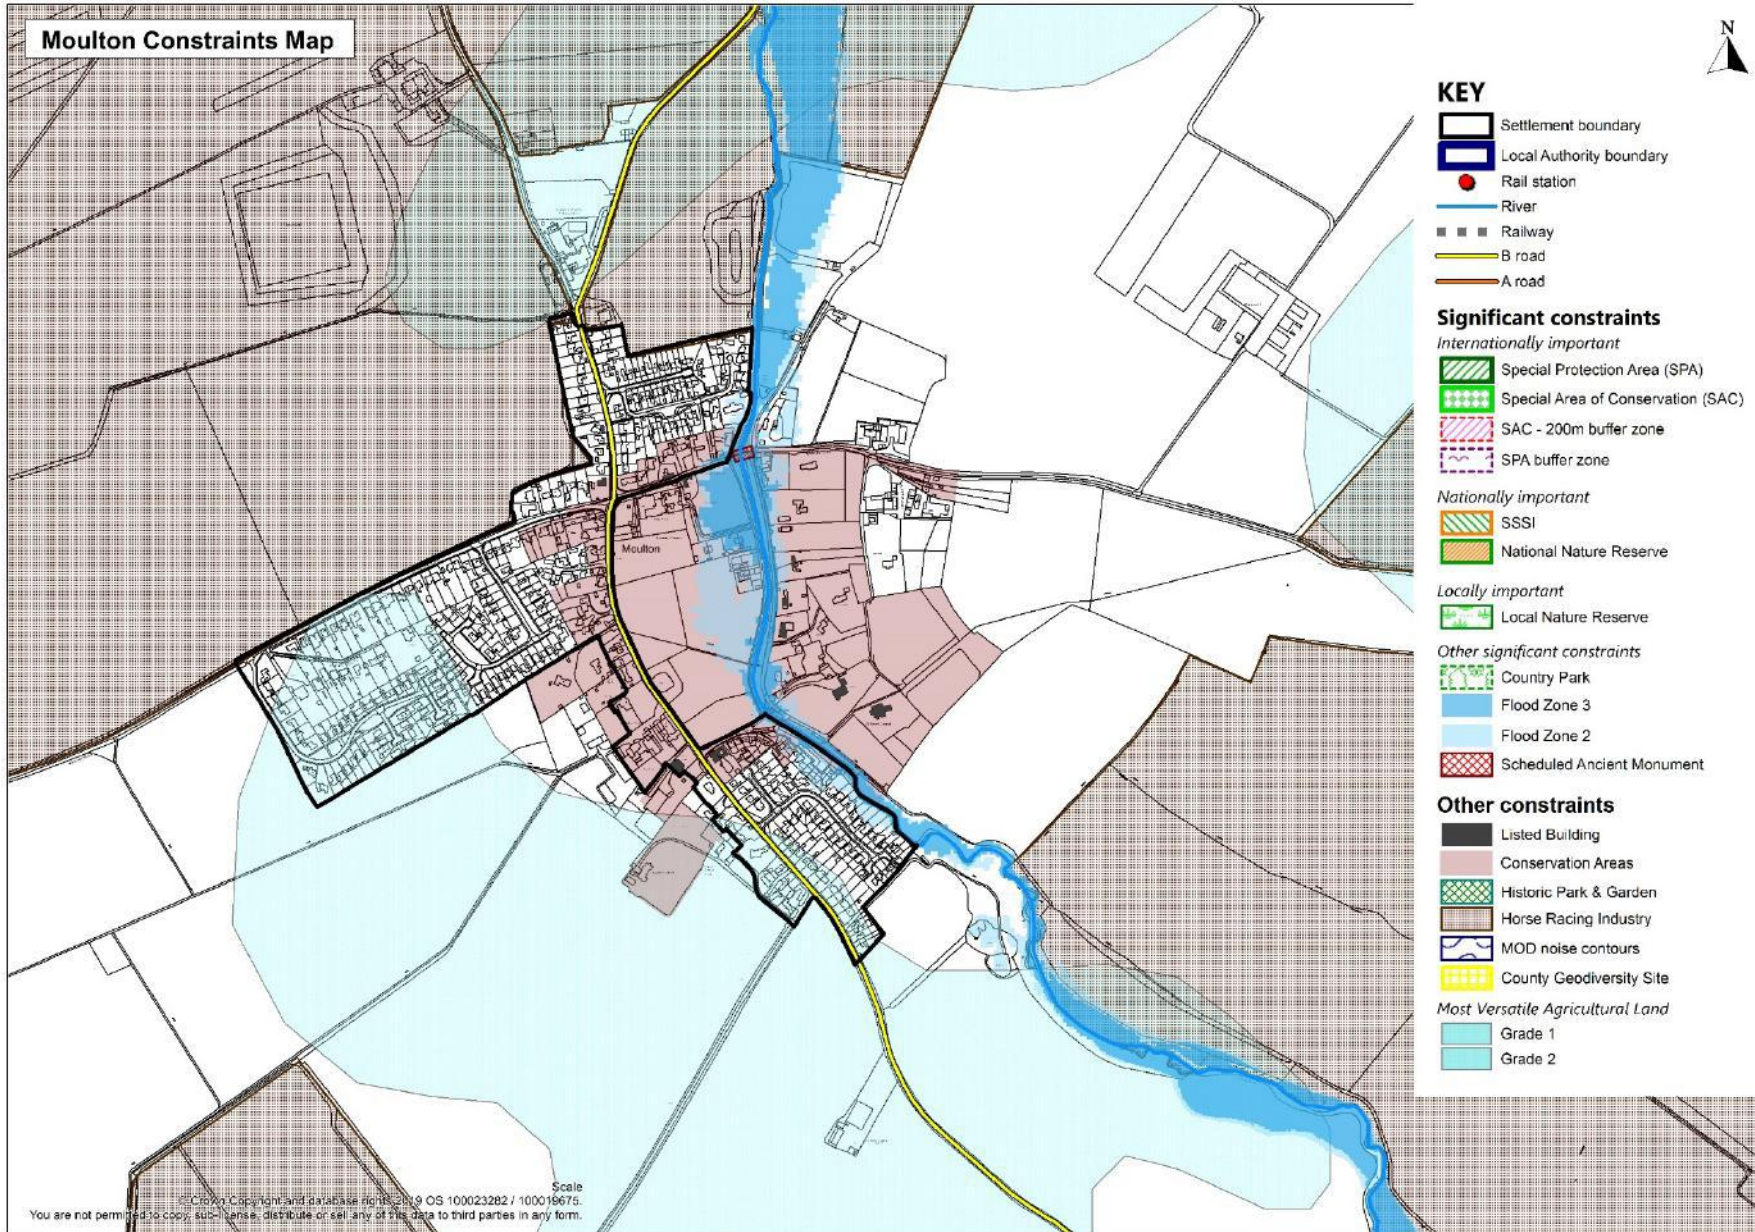 Moulton Constraints Map
N
KEY
Settlement boundary
Local Authority boundary
Rail station
River
Railway
B road
A road
Significant constraints
Internationally important
Special Protection Area (SPA)
Special Area of Conservation (SAC)
SAC - 200m buffer zone
SPA buffer zone
Nationally important
SSSI
National Nature Reserve
Locally important
Local Nature Reserve
Other significant constraints
Country Park
Flood Zone 3
Flood Zone 2
Scheduled Ancient Monument
Other constraints
Listed Building
Conservation Areas
Historic Park & Garden
Horse Racing Industry
MOD noise contours
County Geodiversity Site
Most Versatile Agricultural Land
Grade 1
Grade 2
Moulton
Scale
© Crown Copyright and database rights 2019 OS 100023282 / 100019675.
You are not permitted to copy, sub-license, distribute or sell any of this data to third parties in any form.